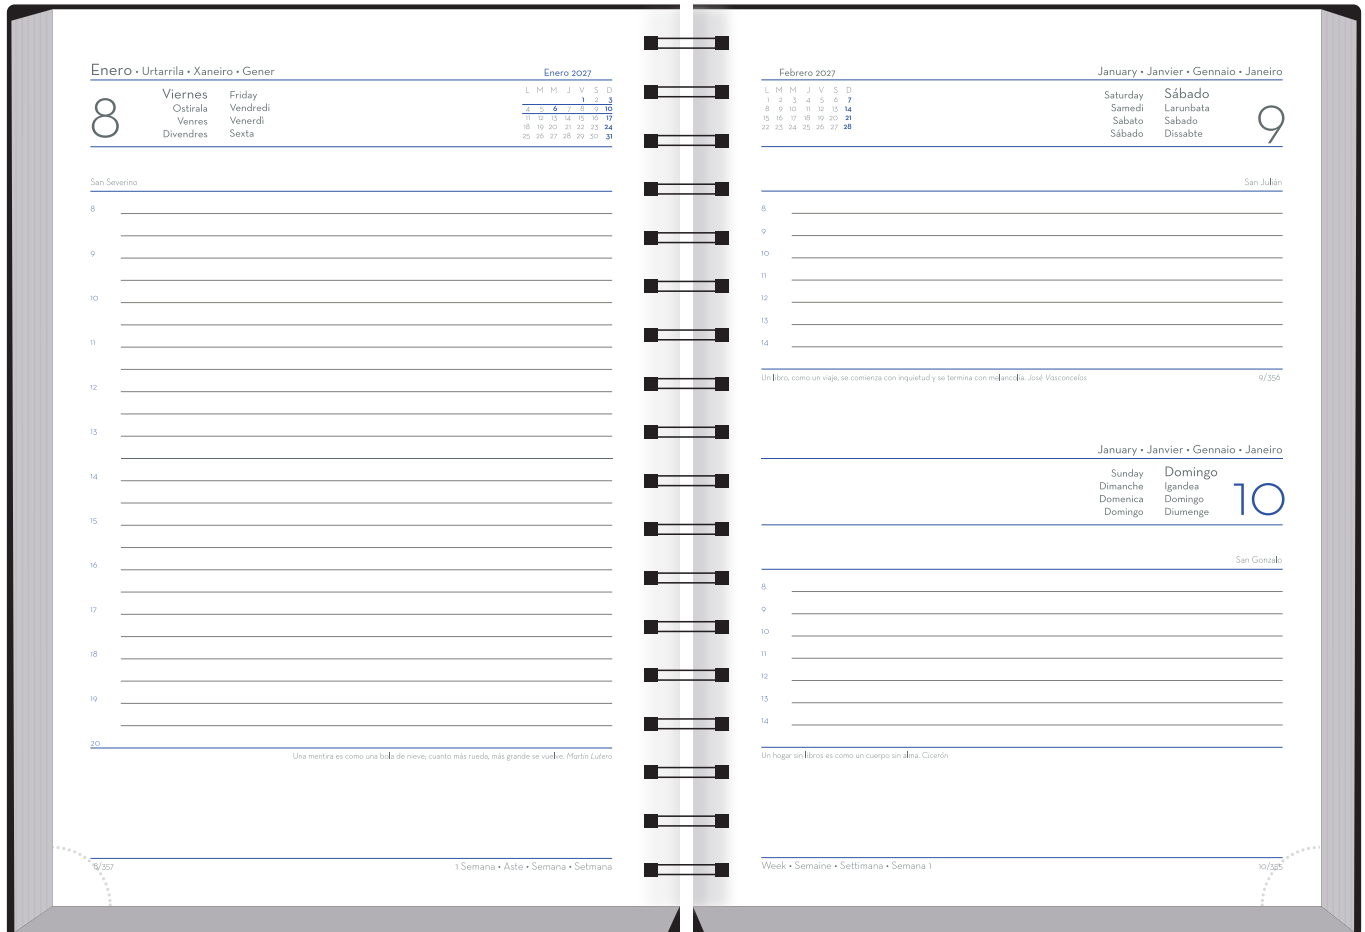 Enero • Urtarrila • Xaneiro • Gener
8
Viernes Friday
Ostirala Vendredi
Venres Venerdì
Divendres Sexta
Enero 2027
L M M J V S D
1 2 3
4 5 6 7 8 9 10
11 12 13 14 15 16 17
18 19 20 21 22 23 24
25 26 27 28 29 30 31
San Severino
8
9
10
11
12
13
14
15
16
17
18
19
20
Una mentira es como una bola de nieve; cuanto más rueda, más grande se vuelve. Martín Lutero
8/357
1 Semana • Aste • Semana • Setmana
Febrero 2027
L M M J V S D
1 2 3 4 5 6 7
8 9 10 11 12 13 14
15 16 17 18 19 20 21
22 23 24 25 26 27 28
January • Janvier • Gennaio • Janeiro
Saturday Sábado
Samedi Larunbata
Sabato Sabado
Sábado Dissabte
9
San Julián
8
9
10
11
12
13
14
Un libro, como un viaje, se comienza con inquietud y se termina con melancolía. José Vasconcelos
9/356
January • Janvier • Gennaio • Janeiro
Sunday Domingo
Dimanche Igandea
Domenica Domingo
Domingo Diumenge
10
San Gonzalo
8
9
10
11
12
13
14
Un hogar sin libros es como un cuerpo sin alma. Cicerón
Week • Semaine • Settimana • Semana 1
10/355